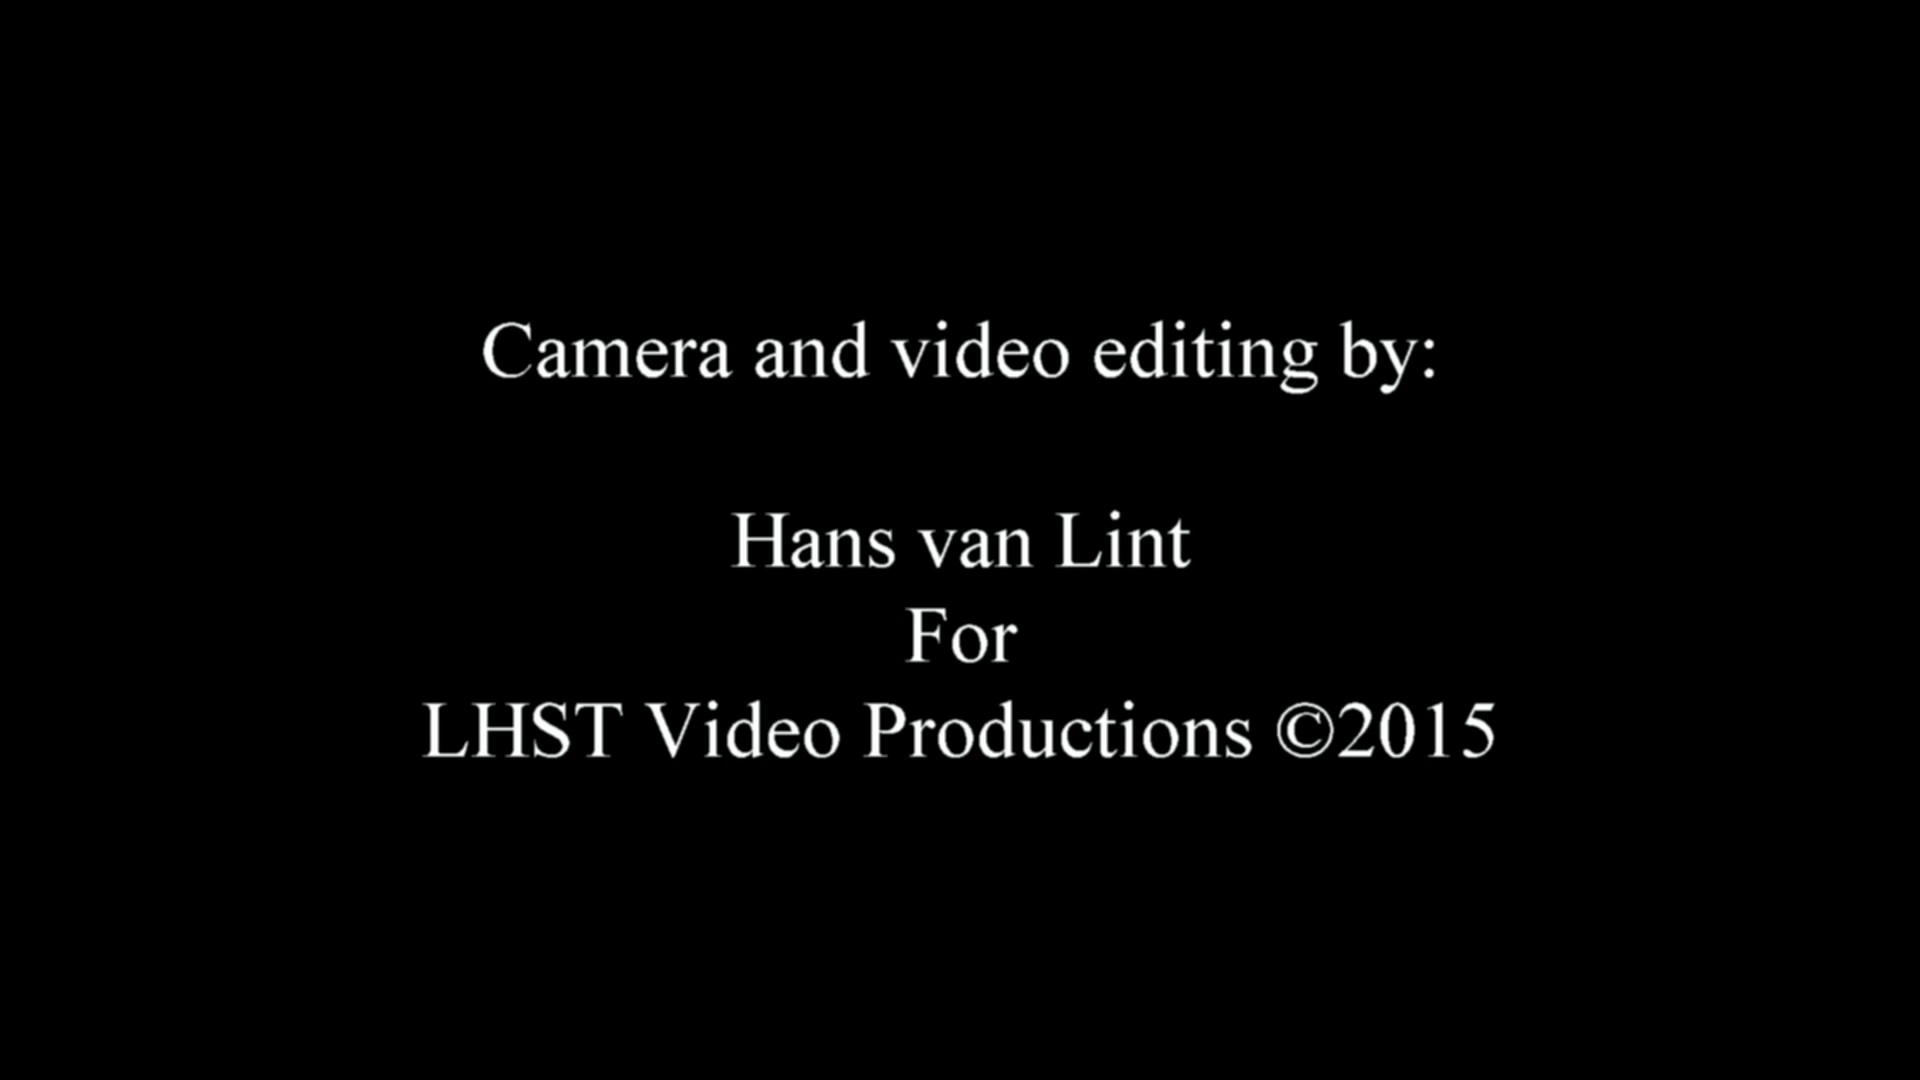 Camera and video editing by:
Hans van Lint
For
LHST Video Productions ©2015